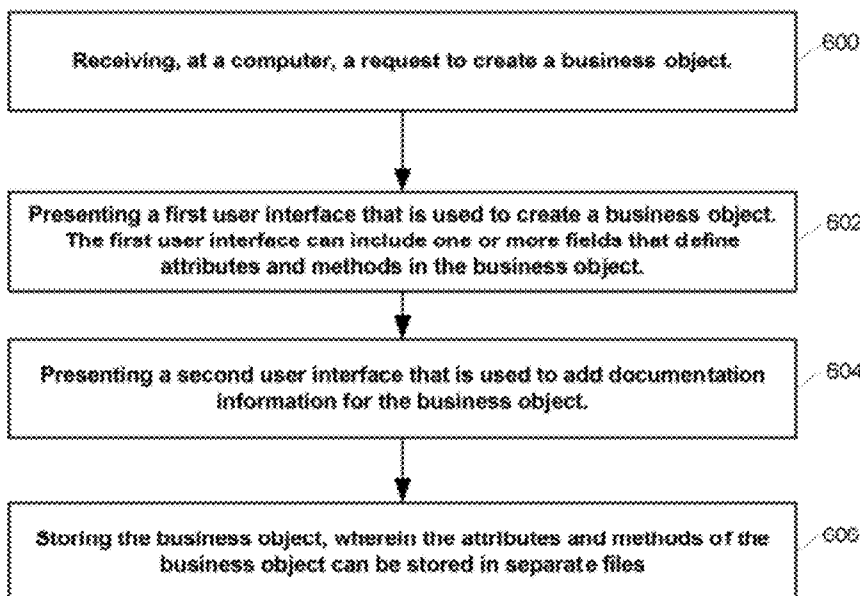 Receiving, at a computer, a request to create a business object.
600
Presenting a first user interface that is used to create a business object.
The first user interface can include one or more fields that define
attributes and methods in the business object.
602
Presenting a second user interface that is used to add documentation
information for the business object.
604
Storing the business object, wherein the attributes and methods of the
business object can be stored in separate files
606